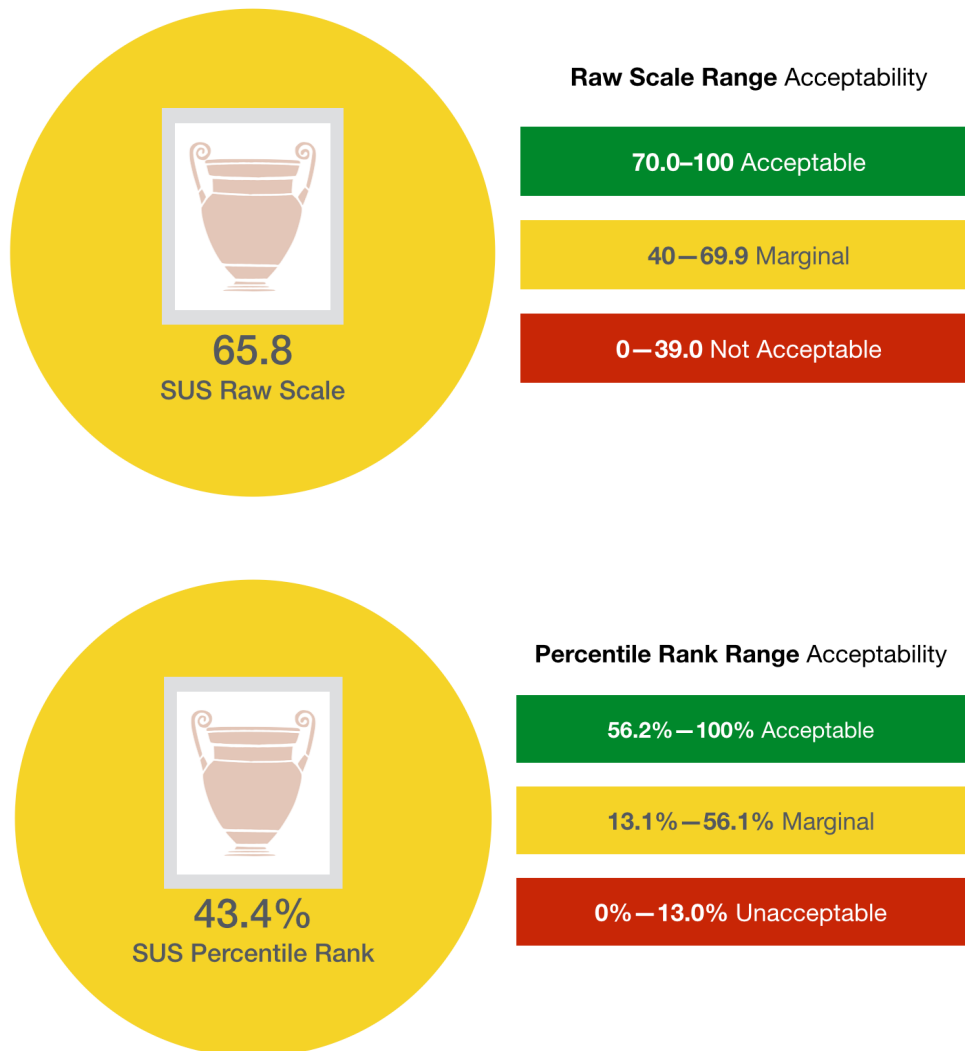 65.8
SUS Raw Scale
Raw Scale Range Acceptability
70.0–100 Acceptable
40—69.9 Marginal
0—39.0 Not Acceptable
43.4%
SUS Percentile Rank
Percentile Rank Range Acceptability
56.2%—100% Acceptable
13.1%—56.1% Marginal
0%—13.0% Unacceptable